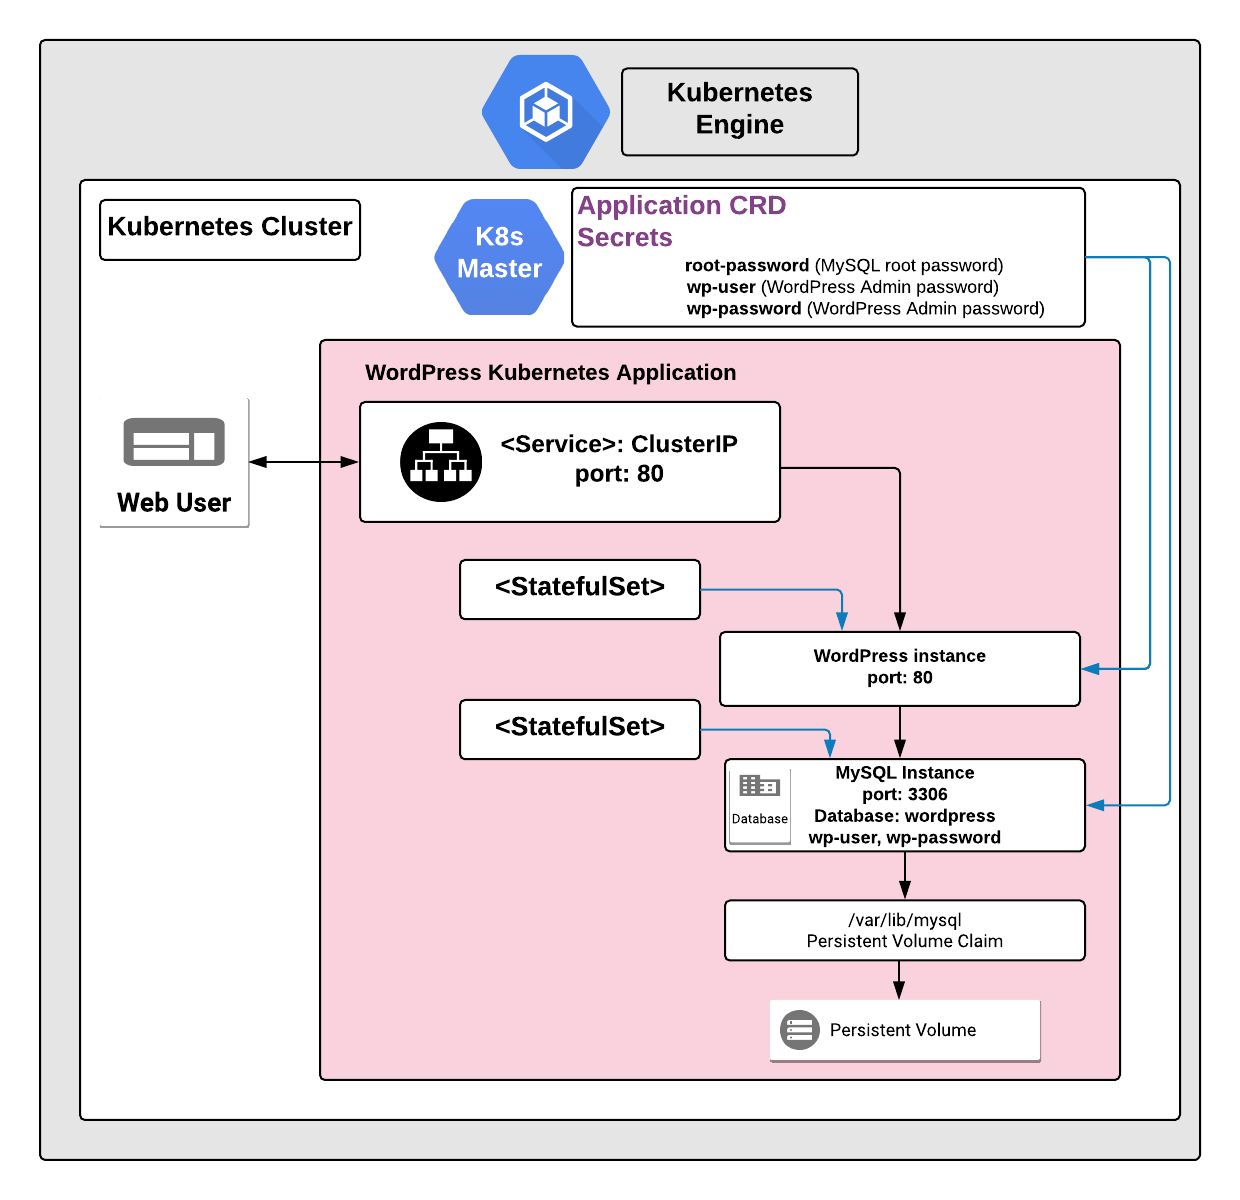 Kubernetes
Engine
Kubernetes Cluster
K8s
Master
Application CRD
Secrets
root-password (MySQL root password)
wp-user (WordPress Admin password)
wp-password (WordPress Admin password)
WordPress Kubernetes Application
Web User
<Service>: ClusterIP
port: 80
<StatefulSet>
WordPress instance
port: 80
<StatefulSet>
Database
MySQL Instance
port: 3306
Database: wordpress
wp-user, wp-password
/var/lib/mysql
Persistent Volume Claim
Persistent Volume